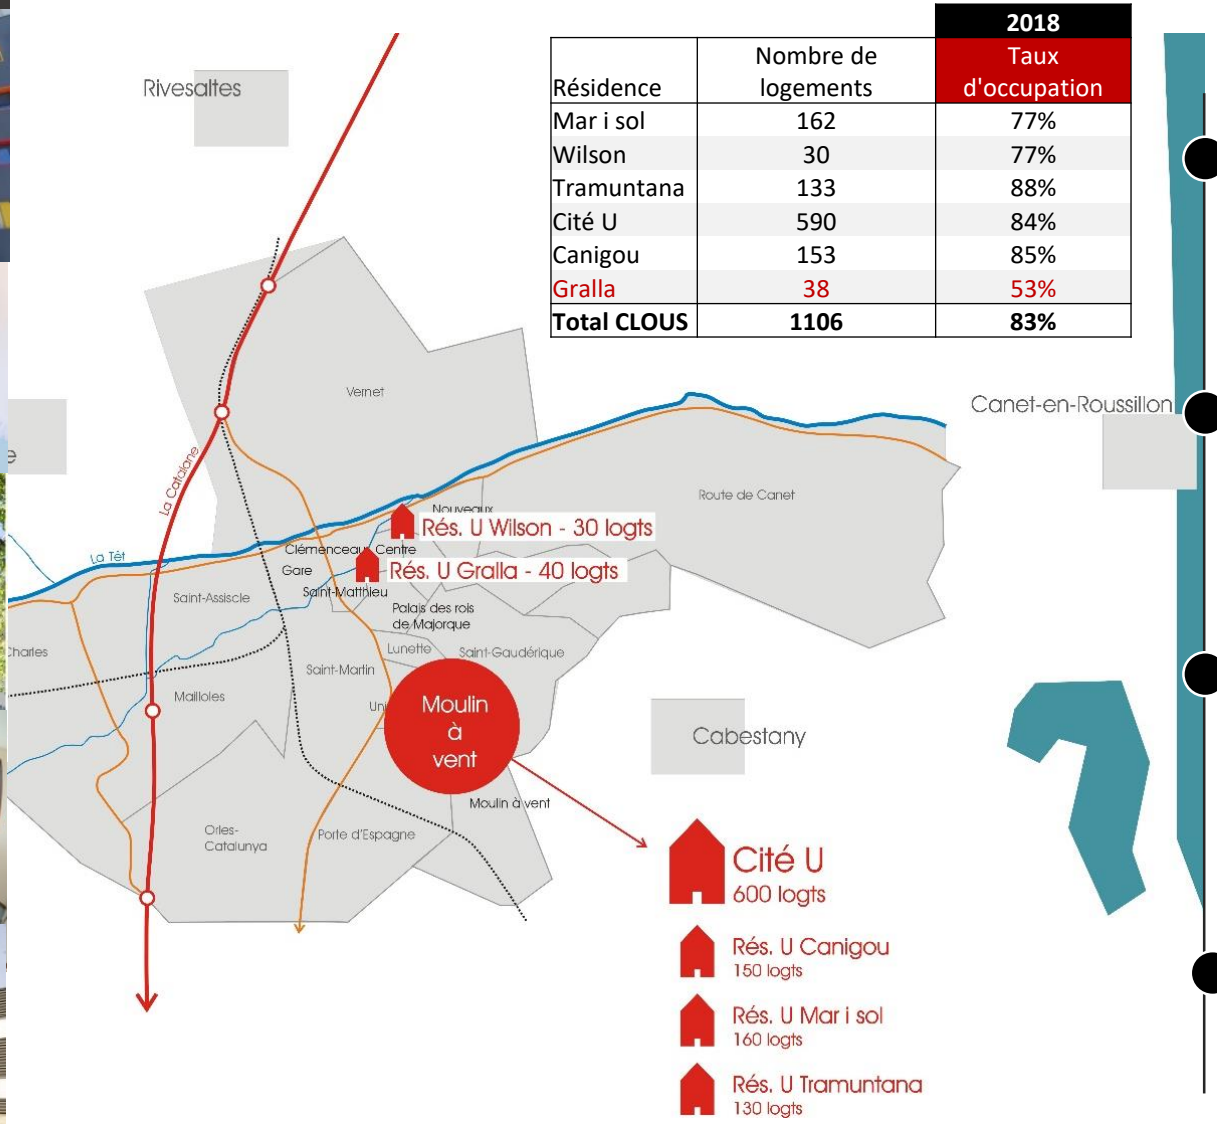 2018
Résidence Nombre de logements Taux d'occupation
Mar i sol 162 77%
Wilson 30 77%
Tramuntana 133 88%
Cité U 590 84%
Canigou 153 85%
Gralla 38 53%
Total CLOUS 1106 83%
Rivesaltes
Vernet
Canet-en-Roussillon
La Catalane
Route de Canet
Nouveaux
Rés. U Wilson - 30 logts
La Têt
Clémenceau Centre
Gare
Rés. U Gralla - 40 logts
Saint-Matthieu
Saint-Assiscle
Palais des rois
de Majorque
Charles
Lunette
Saint-Gaudérique
Saint-Martin
Mailloles
Moulin
à
vent
Cabestany
Moulin à vent
Orles-
Catalunya
Porte d'Espagne
Cité U
600 logts
Rés. U Canigou
150 logts
Rés. U Mar i sol
160 logts
Rés. U Tramuntana
130 logts